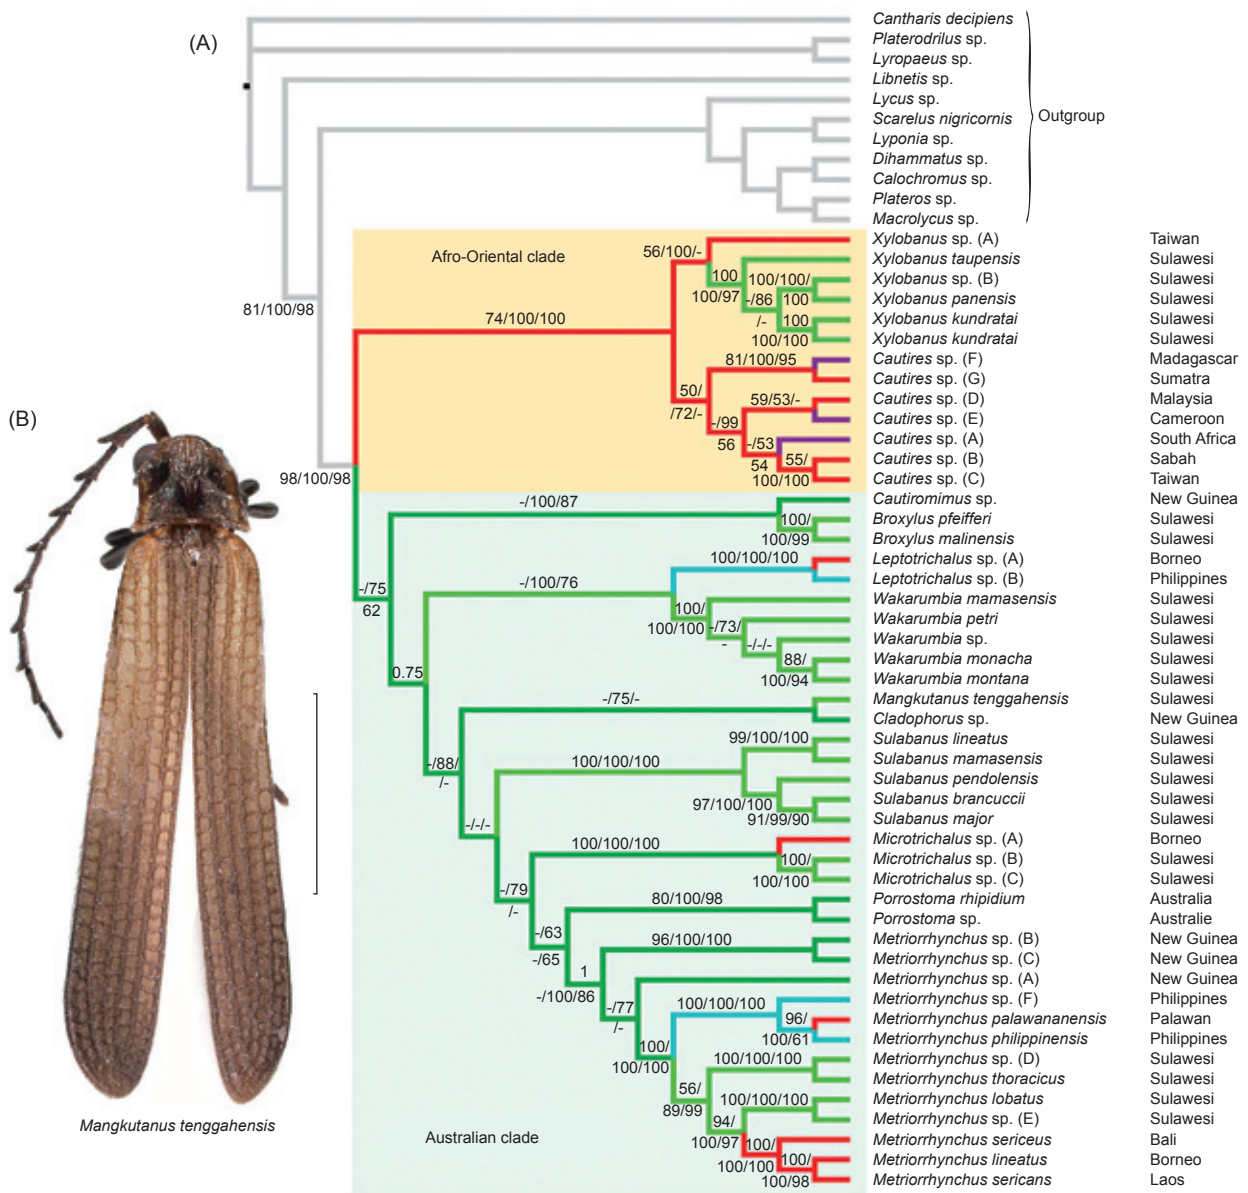 (A)
Cantharis decipiens
Platerodrilus sp.
Lyropaeus sp.
Libnetis sp.
Lycus sp.
Scarelus nigricornis
Outgroup
Lyponia sp.
Dihammatus sp.
Calochromus sp.
Plateros sp.
Macrolycus sp.
Afro-Oriental clade
Xylobanus sp. (A) Taiwan
Xylobanus taupensis Sulawesi
Xylobanus sp. (B) Sulawesi
Xylobanus panensis Sulawesi
Xylobanus kundratai Sulawesi
Xylobanus kundratai Sulawesi
Cautires sp. (F) Madagascar
Cautires sp. (G) Sumatra
Cautires sp. (D) Malaysia
Cautires sp. (E) Cameroon
Cautires sp. (A) South Africa
Cautires sp. (B) Sabah
Cautires sp. (C) Taiwan
Cautiromimus sp. New Guinea
Broxylus pfeifferi Sulawesi
Broxylus malinensis Sulawesi
Leptotrichalus sp. (A) Borneo
Leptotrichalus sp. (B) Philippines
Wakarumbia mamasensis Sulawesi
Wakarumbia petri Sulawesi
Wakarumbia sp. Sulawesi
Wakarumbia monacha Sulawesi
Wakarumbia montana Sulawesi
Mangkutanus tenggahensis Sulawesi
Cladophorus sp. New Guinea
Sulabanus lineatus Sulawesi
Sulabanus mamasensis Sulawesi
Sulabanus pendolensis Sulawesi
Sulabanus brancuccii Sulawesi
Sulabanus major Sulawesi
Microtrichalus sp. (A) Borneo
Microtrichalus sp. (B) Sulawesi
Microtrichalus sp. (C) Sulawesi
Porrostoma rhipidium Australia
Porrostoma sp. Australie
Metriorrhynchus sp. (B) New Guinea
Metriorrhynchus sp. (C) New Guinea
Metriorrhynchus sp. (A) New Guinea
Metriorrhynchus sp. (F) Philippines
Metriorrhynchus palawananensis Palawan
Metriorrhynchus philippinensis Philippines
Metriorrhynchus sp. (D) Sulawesi
Metriorrhynchus thoracicus Sulawesi
Metriorrhynchus lobatus Sulawesi
Metriorrhynchus sp. (E) Sulawesi
Metriorrhynchus sericeus Bali
Metriorrhynchus lineatus Borneo
Metriorrhynchus sericans Laos
Australian clade
81/100/98
98/100/98
74/100/100
56/100/-
100
100/97
100/100/
100
-/86
/-
100
100/100
81/100/95
50/
/72/-
59/53/-
-/99
56
-/53
54
55/
100/100
-/100/87
100/
100/99
-/75
62
100/100/100
-/100/76
100/
100/100
-/73/
-
-/-/-
88/
100/94
0.75
-/75/-
-/88/
/-
99/100/100
100/100/100
97/100/100
91/99/90
-/-/-
100/100/100
100/
100/100
-/79
/-
80/100/98
-/63
-/65
96/100/100
1
-/100/86
-/77
/-
100/100/100
96/
100/61
100/
100/100
100/100/100
56/
89/99
100/100/100
94/
100/97
100/
100/100
100/
100/98
(B)
Mangkutanus tenggahensis